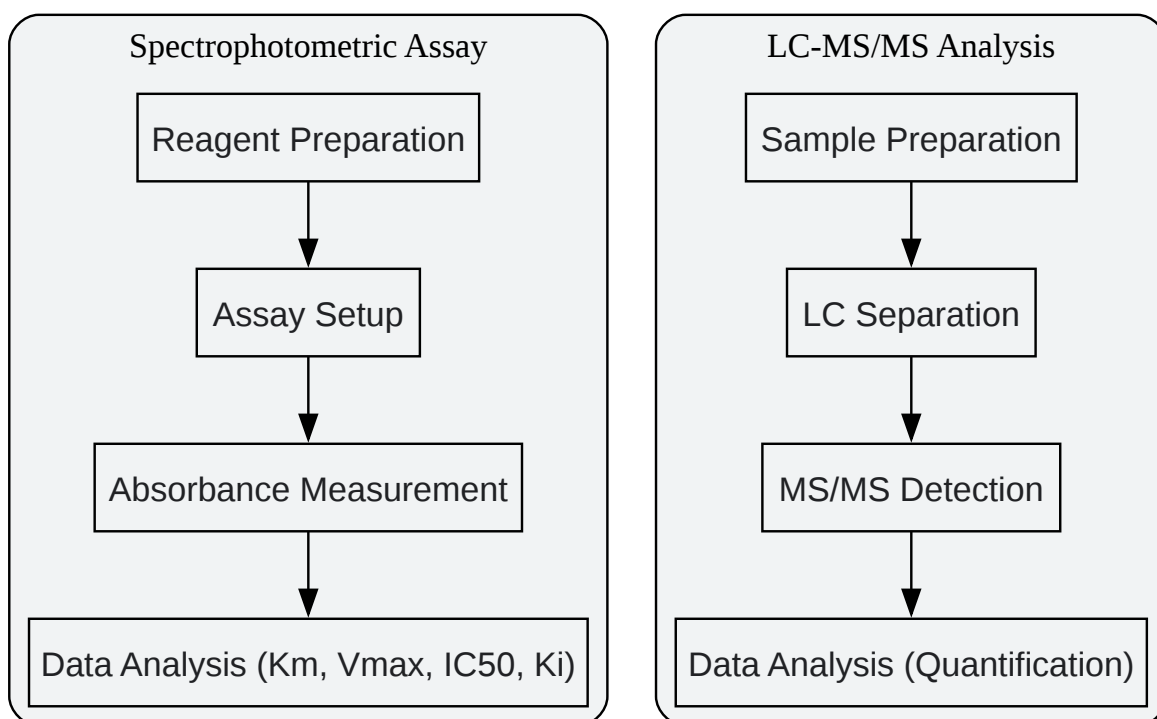 Spectrophotometric Assay
Reagent Preparation
Assay Setup
Absorbance Measurement
Data Analysis (Km, Vmax, IC50, Ki)
LC-MS/MS Analysis
Sample Preparation
LC Separation
MS/MS Detection
Data Analysis (Quantification)